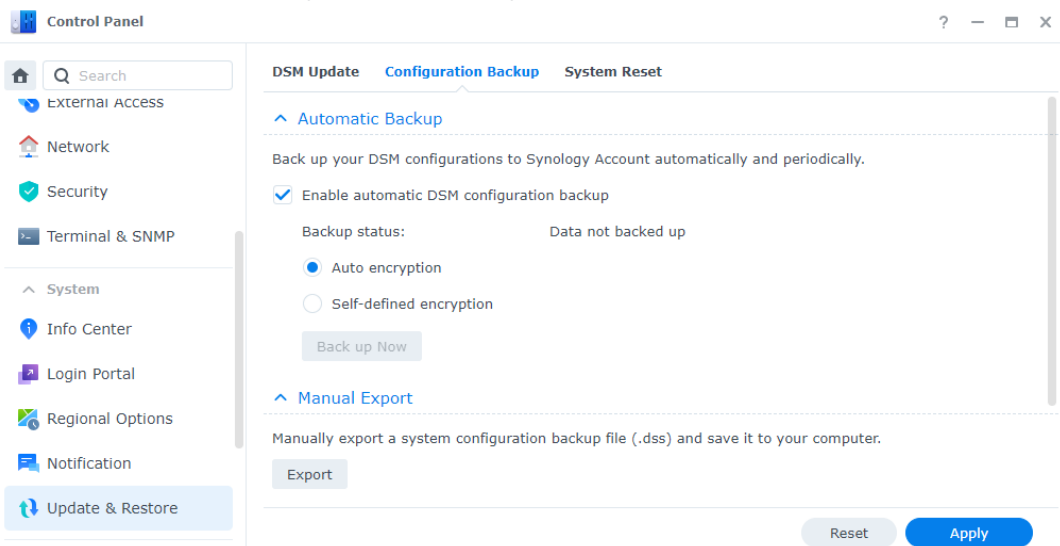 Control Panel
?
Search
External Access
Network
Security
Terminal & SNMP
System
Info Center
Login Portal
Regional Options
Notification
Update & Restore
DSM Update Configuration Backup System Reset
Automatic Backup
Back up your DSM configurations to Synology Account automatically and periodically.
Enable automatic DSM configuration backup
Backup status: Data not backed up
Auto encryption
Self-defined encryption
Back up Now
Manual Export
Manually export a system configuration backup file (.dss) and save it to your computer.
Export
Reset Apply